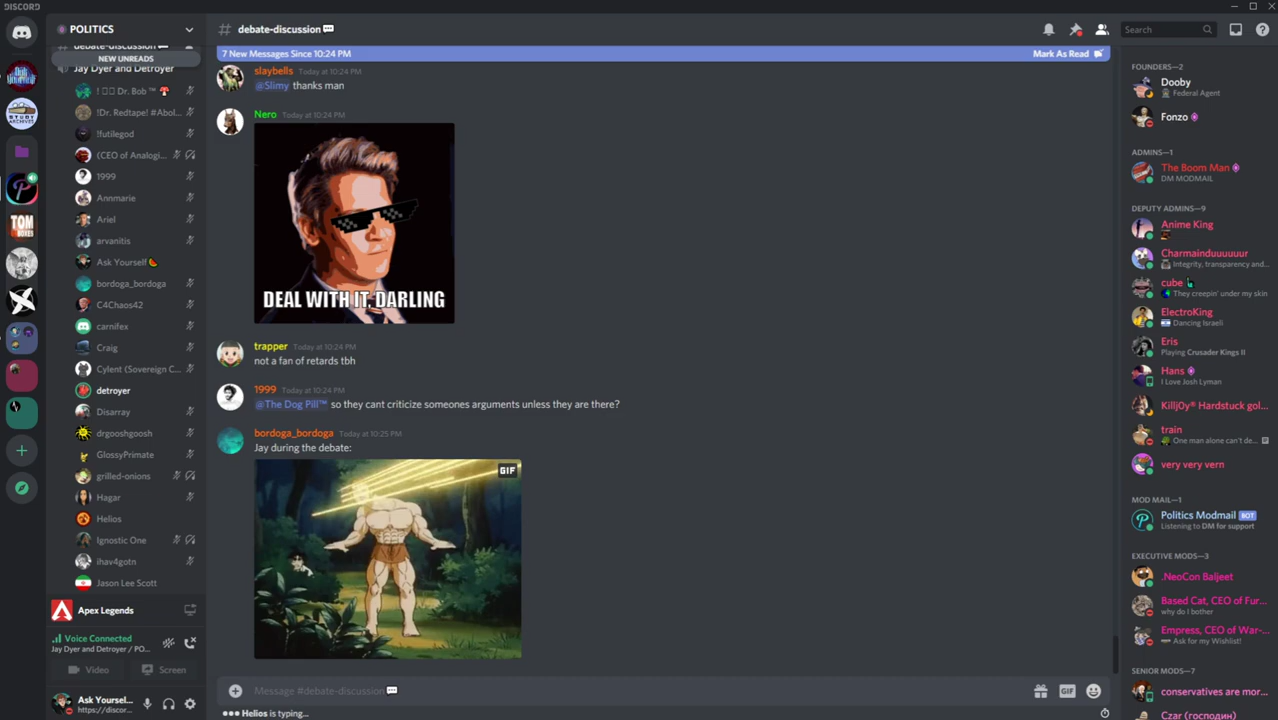 DISCORD
POLITICS
debate-discussion
NEW UNREADS
Jay Dyer and Detroyer
! Dr. Bob ™
!Dr. Redtape! #Abol...
!futilegod
(CEO of Analogi...
1999
Annmarie
Ariel
arvanitis
Ask Yourself
bordoga_bordoga
C4Chaos42
carnifex
Craig
Cylent (Sovereign C...
detroyer
Disarray
drgooshgoosh
GlossyPrimate
grilled-onions
Hagar
Helios
Ignostic One
ihav4gotn
Jason Lee Scott
Apex Legends
Voice Connected
Jay Dyer and Detroyer / PO...
Video
Screen
Ask Yoursel...
https://discor...
TOM
# debate-discussion
7 New Messages Since 10:24 PM
Mark As Read
slaybells Today at 10:24 PM
@Slimy thanks man
Nero Today at 10:24 PM
DEAL WITH IT, DARLING
trapper Today at 10:24 PM
not a fan of retards tbh
1999 Today at 10:24 PM
@The Dog Pill™ so they cant criticize someones arguments unless they are there?
bordoga_bordoga Today at 10:25 PM
Jay during the debate:
GIF
Message #debate-discussion
GIF
Helios is typing...
Search
FOUNDERS—2
Dooby
Federal Agent
Fonzo
ADMINS—1
The Boom Man
DM MODMAIL
DEPUTY ADMINS—9
Anime King
Charmainduuuuuur
Integrity, transparency and...
cube
They creepin' under my skin
ElectroKing
Dancing Israeli
Eris
Playing Crusader Kings II
Hans
I Love Josh Lyman
Killj0y® Hardstuck gol...
train
One man alone can't de...
very very vern
MOD MAIL—1
Politics Modmail BOT
Listening to DM for support
EXECUTIVE MODS—3
.NeoCon Baljeet
Based Cat, CEO of Fur...
why do I bother
Empress, CEO of War-...
Ask for my Wishlist!
SENIOR MODS—7
conservatives are mor...
Czar (господин)